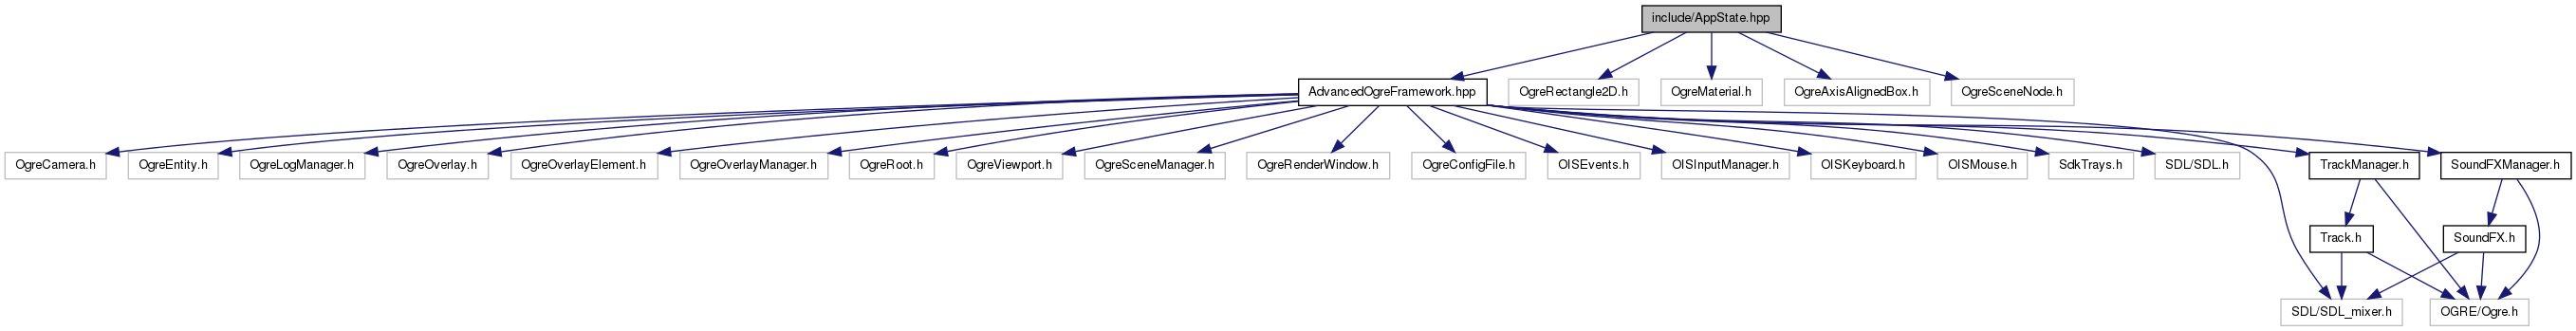 include/AppState.hpp
AdvancedOgreFramework.hpp
OgreRectangle2D.h
OgreMaterial.h
OgreAxisAlignedBox.h
OgreSceneNode.h
OgreCamera.h
OgreEntity.h
OgreLogManager.h
OgreOverlay.h
OgreOverlayElement.h
OgreOverlayManager.h
OgreRoot.h
OgreViewport.h
OgreSceneManager.h
OgreRenderWindow.h
OgreConfigFile.h
OISEvents.h
OISInputManager.h
OISKeyboard.h
OISMouse.h
SdkTrays.h
SDL/SDL.h
TrackManager.h
SoundFXManager.h
Track.h
SoundFX.h
SDL/SDL_mixer.h
OGRE/Ogre.h